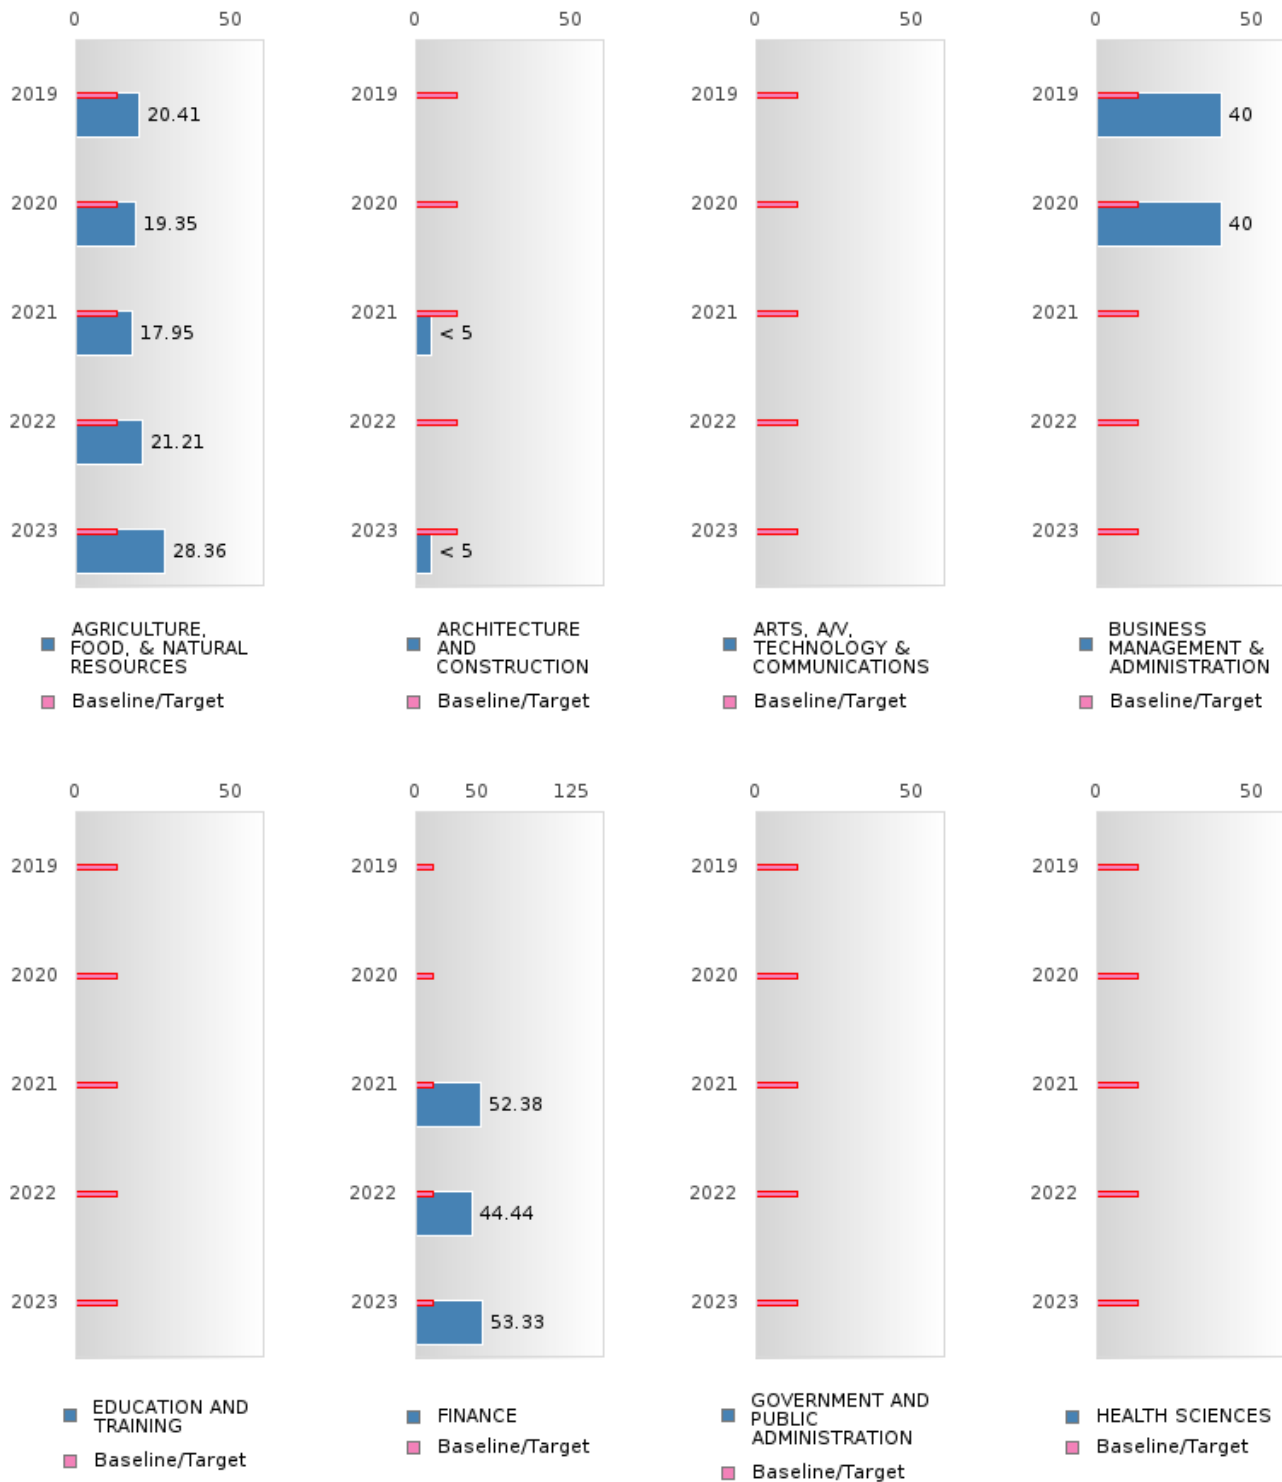 0 50
2019 20.41
2020 19.35
2021 17.95
2022 21.21
2023 28.36
AGRICULTURE,
FOOD, & NATURAL
RESOURCES
Baseline/Target
0 50
2019
2020
2021 < 5
2022
2023 < 5
ARCHITECTURE
AND
CONSTRUCTION
Baseline/Target
0 50
2019
2020
2021
2022
2023
ARTS, A/V,
TECHNOLOGY &
COMMUNICATIONS
Baseline/Target
0 50
2019 40
2020 40
2021
2022
2023
BUSINESS
MANAGEMENT &
ADMINISTRATION
Baseline/Target
0 50
2019
2020
2021
2022
2023
EDUCATION AND
TRAINING
Baseline/Target
0 50 125
2019
2020
2021 52.38
2022 44.44
2023 53.33
FINANCE
Baseline/Target
0 50
2019
2020
2021
2022
2023
GOVERNMENT AND
PUBLIC
ADMINISTRATION
Baseline/Target
0 50
2019
2020
2021
2022
2023
HEALTH SCIENCES
Baseline/Target